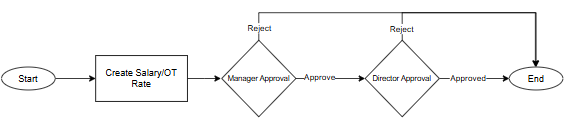 Reject
Reject
Start
Create Salary/OT
Rate
Manager Approval
Approve
Director Approval
Approved
End